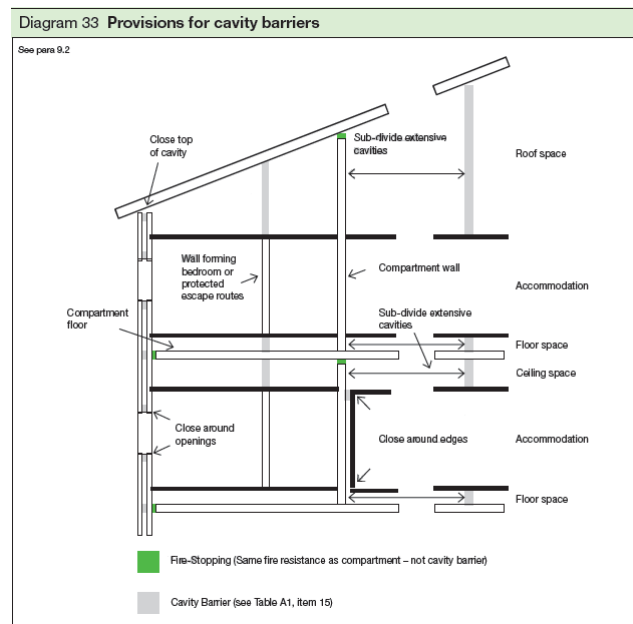 Diagram 33 Provisions for cavity barriers
See para 9.2
Close top
of cavity
Sub-divide extensive
cavities
Roof space
Wall forming
bedroom or
protected
escape routes
Compartment wall
Accommodation
Compartment
floor
Sub-divide extensive
cavities
Floor space
Ceiling space
Close around
openings
Close around edges
Accommodation
Floor space
Fire-Stopping (Same fire resistance as compartment – not cavity barrier)
Cavity Barrier (see Table A1, item 15)